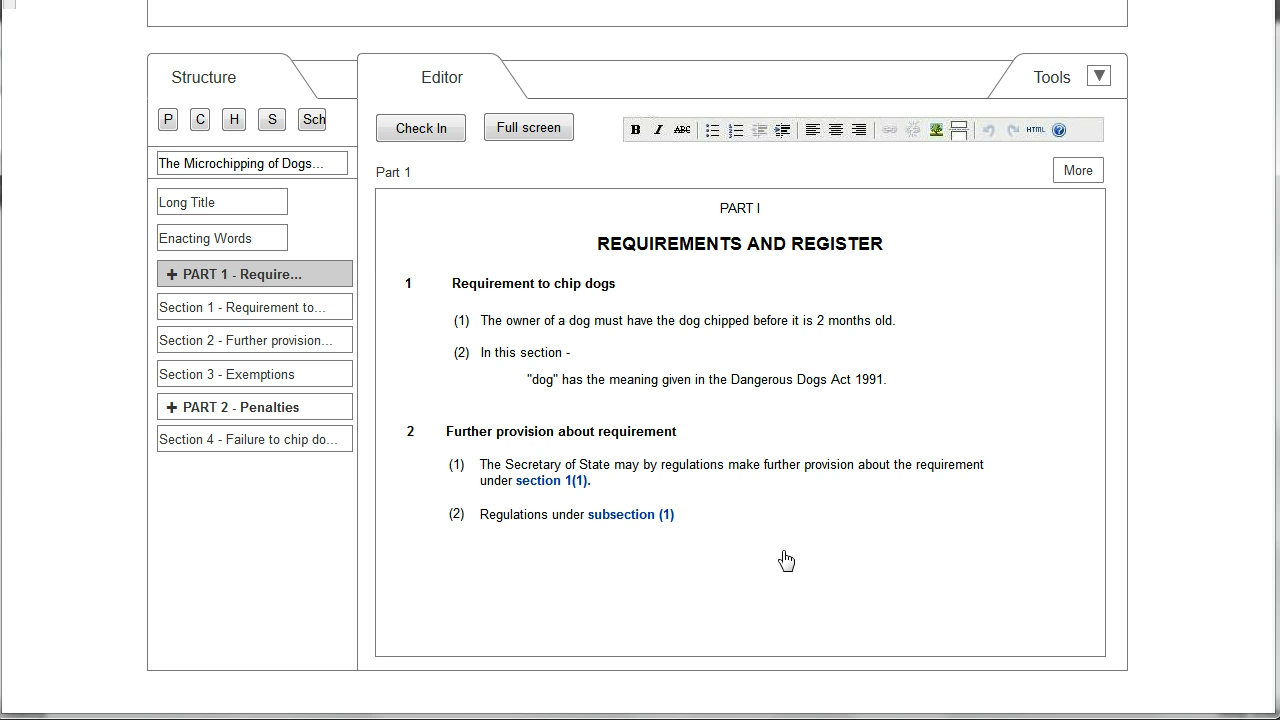 Structure
Editor
Tools
P C H S Sch
Check In
Full screen
B I ABC
HTML
The Microchipping of Dogs...
Part 1
More
Long Title
Enacting Words
+ PART 1 - Require...
Section 1 - Requirement to...
Section 2 - Further provision...
Section 3 - Exemptions
+ PART 2 - Penalties
Section 4 - Failure to chip do...
PART I
REQUIREMENTS AND REGISTER
1 Requirement to chip dogs
(1) The owner of a dog must have the dog chipped before it is 2 months old.
(2) In this section -
"dog" has the meaning given in the Dangerous Dogs Act 1991.
2 Further provision about requirement
(1) The Secretary of State may by regulations make further provision about the requirement
under section 1(1).
(2) Regulations under subsection (1)